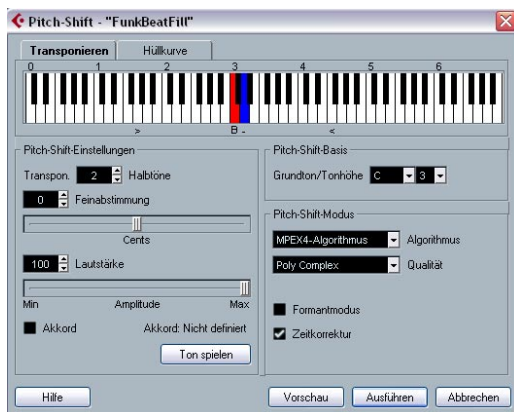 Pitch-Shift - "FunkBeatFill"
Transponieren Hüllkurve
0 1 2 3 4 5 6
> B - <
Pitch-Shift-Einstellungen
Transpon. 2 Halbtöne
0 Feinabstimmung
Cents
100 Lautstärke
Min Amplitude Max
Akkord Akkord: Nicht definiert
Ton spielen
Pitch-Shift-Basis
Grundton/Tonhöhe C 3
Pitch-Shift-Modus
MPEX4-Algorithmus Algorithmus
Poly Complex Qualität
Formantmodus
Zeitkorrektur
Hilfe Vorschau Ausführen Abbrechen